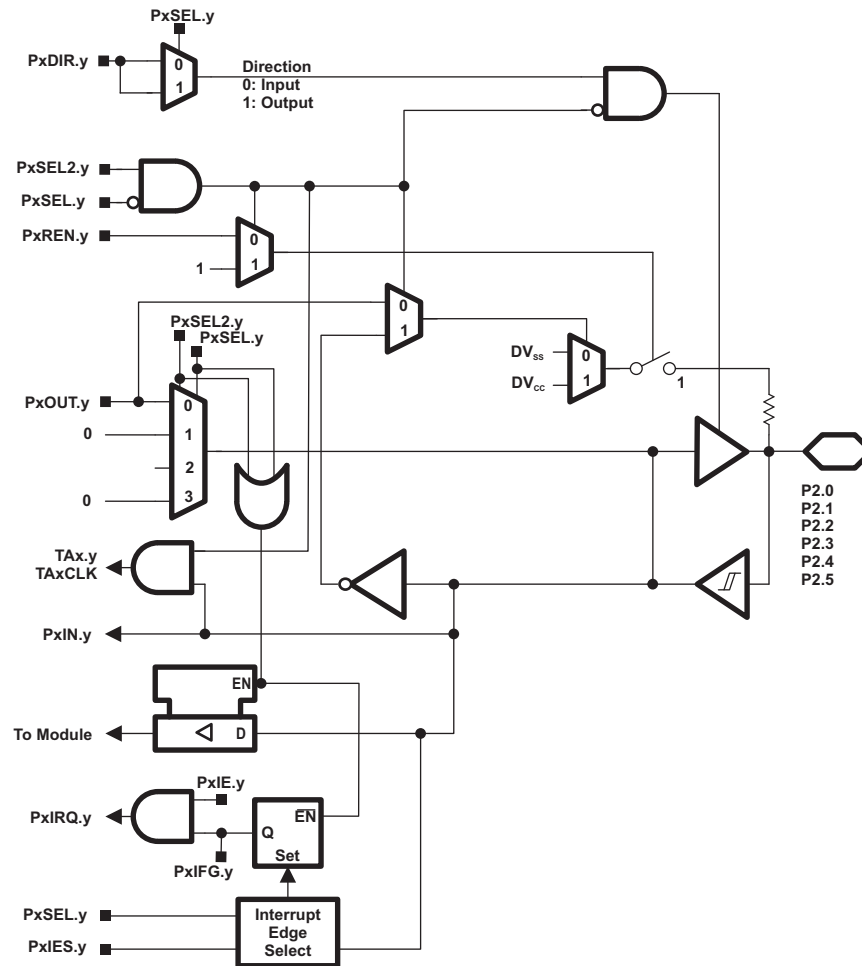 PxSEL.y
PxDIR.y
0
1
Direction
0: Input
1: Output
PxSEL2.y
PxSEL.y
PxREN.y
0
1
1
0
1
PxSEL2.y
PxSEL.y
DVSS
0
DVCC
1
1
PxOUT.y
0
0
1
2
0
3
P2.0
P2.1
P2.2
P2.3
P2.4
P2.5
TAx.y
TAxCLK
PxIN.y
EN
To Module
D
PxIE.y
PxIRQ.y
EN
Q
Set
PxIFG.y
PxSEL.y
PxIES.y
Interrupt
Edge
Select